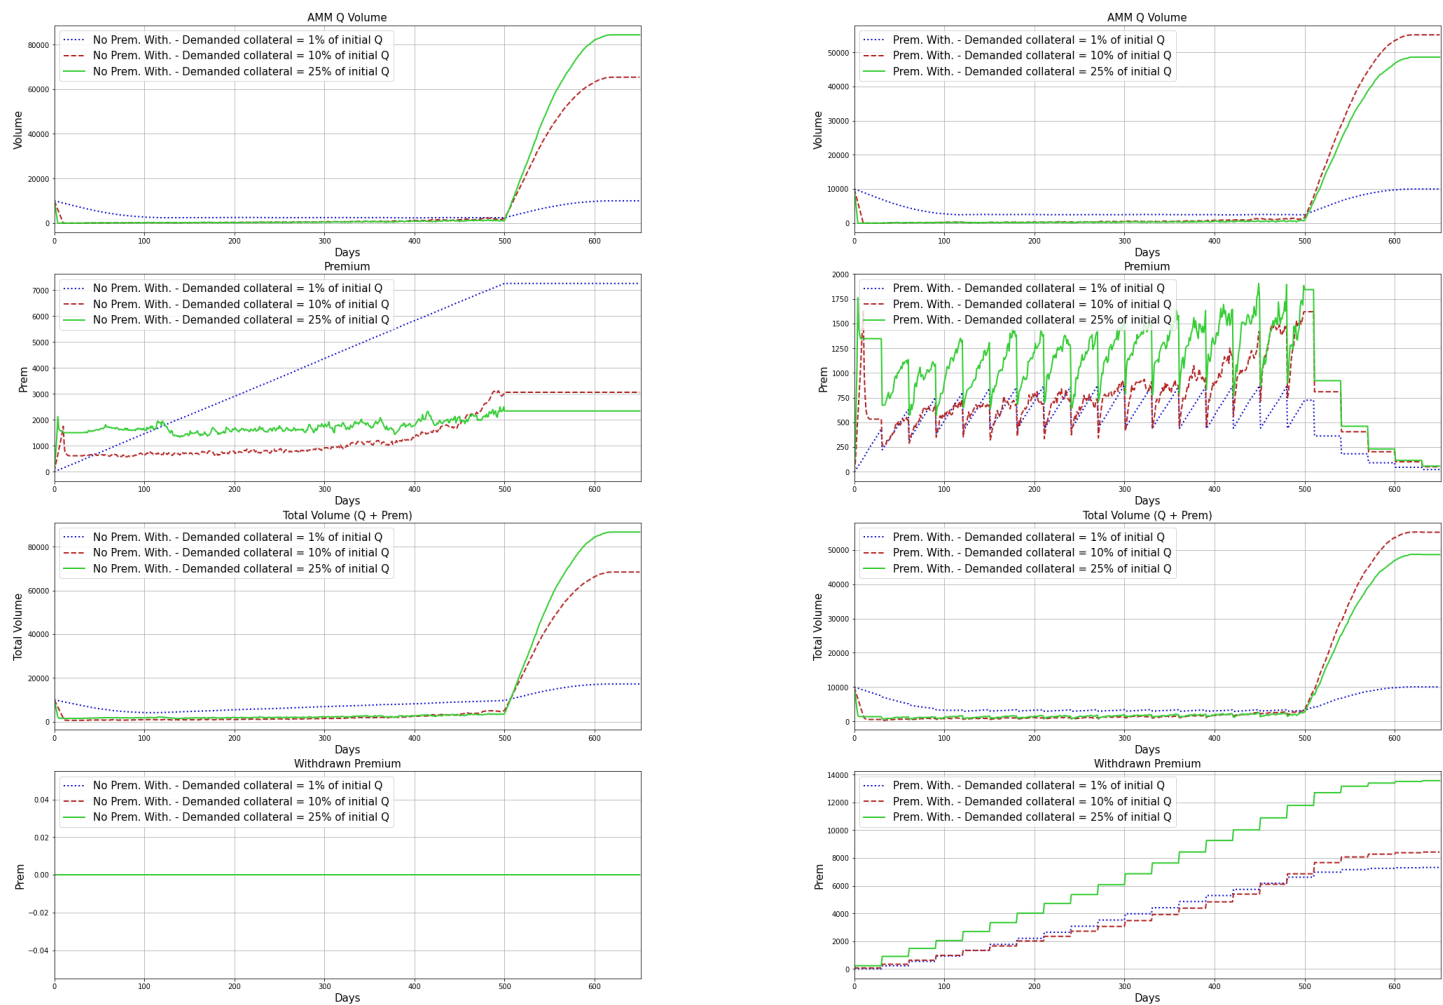 AMM Q Volume
No Prem. With. - Demanded collateral = 1% of initial Q
No Prem. With. - Demanded collateral = 10% of initial Q
No Prem. With. - Demanded collateral = 25% of initial Q
Volume
80000
60000
40000
20000
0
0 100 200 300 400 500 600
Days
Premium
No Prem. With. - Demanded collateral = 1% of initial Q
No Prem. With. - Demanded collateral = 10% of initial Q
No Prem. With. - Demanded collateral = 25% of initial Q
Prem
7000
6000
5000
4000
3000
2000
1000
0
0 100 200 300 400 500 600
Days
Total Volume (Q + Prem)
No Prem. With. - Demanded collateral = 1% of initial Q
No Prem. With. - Demanded collateral = 10% of initial Q
No Prem. With. - Demanded collateral = 25% of initial Q
Total Volume
80000
60000
40000
20000
0
0 100 200 300 400 500 600
Days
Withdrawn Premium
No Prem. With. - Demanded collateral = 1% of initial Q
No Prem. With. - Demanded collateral = 10% of initial Q
No Prem. With. - Demanded collateral = 25% of initial Q
Prem
0.04
0.02
0.00
−0.02
−0.04
0 100 200 300 400 500 600
Days
AMM Q Volume
Prem. With. - Demanded collateral = 1% of initial Q
Prem. With. - Demanded collateral = 10% of initial Q
Prem. With. - Demanded collateral = 25% of initial Q
Volume
50000
40000
30000
20000
10000
0
0 100 200 300 400 500 600
Days
Premium
Prem. With. - Demanded collateral = 1% of initial Q
Prem. With. - Demanded collateral = 10% of initial Q
Prem. With. - Demanded collateral = 25% of initial Q
Prem
2000
1750
1500
1250
1000
750
500
250
0
0 100 200 300 400 500 600
Days
Total Volume (Q + Prem)
Prem. With. - Demanded collateral = 1% of initial Q
Prem. With. - Demanded collateral = 10% of initial Q
Prem. With. - Demanded collateral = 25% of initial Q
Total Volume
50000
40000
30000
20000
10000
0
0 100 200 300 400 500 600
Days
Withdrawn Premium
Prem. With. - Demanded collateral = 1% of initial Q
Prem. With. - Demanded collateral = 10% of initial Q
Prem. With. - Demanded collateral = 25% of initial Q
Prem
14000
12000
10000
8000
6000
4000
2000
0
0 100 200 300 400 500 600
Days